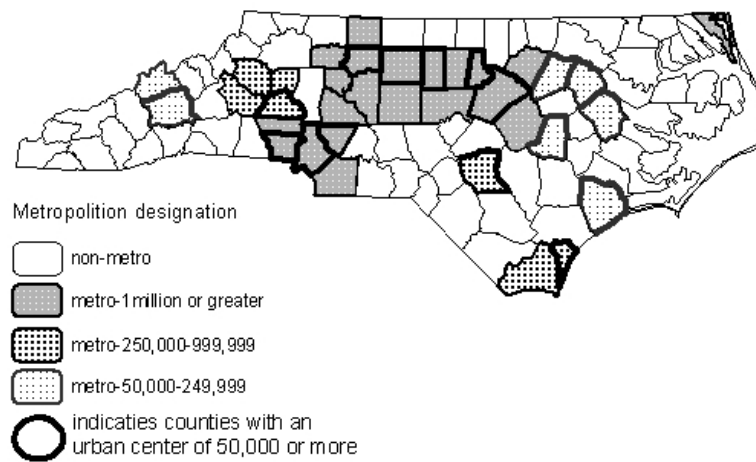 Metropolition designation
non-metro
metro-1million or greater
metro-250,000-999,999
metro-50,000-249,999
indicaties counties with an
urban center of 50,000 or more